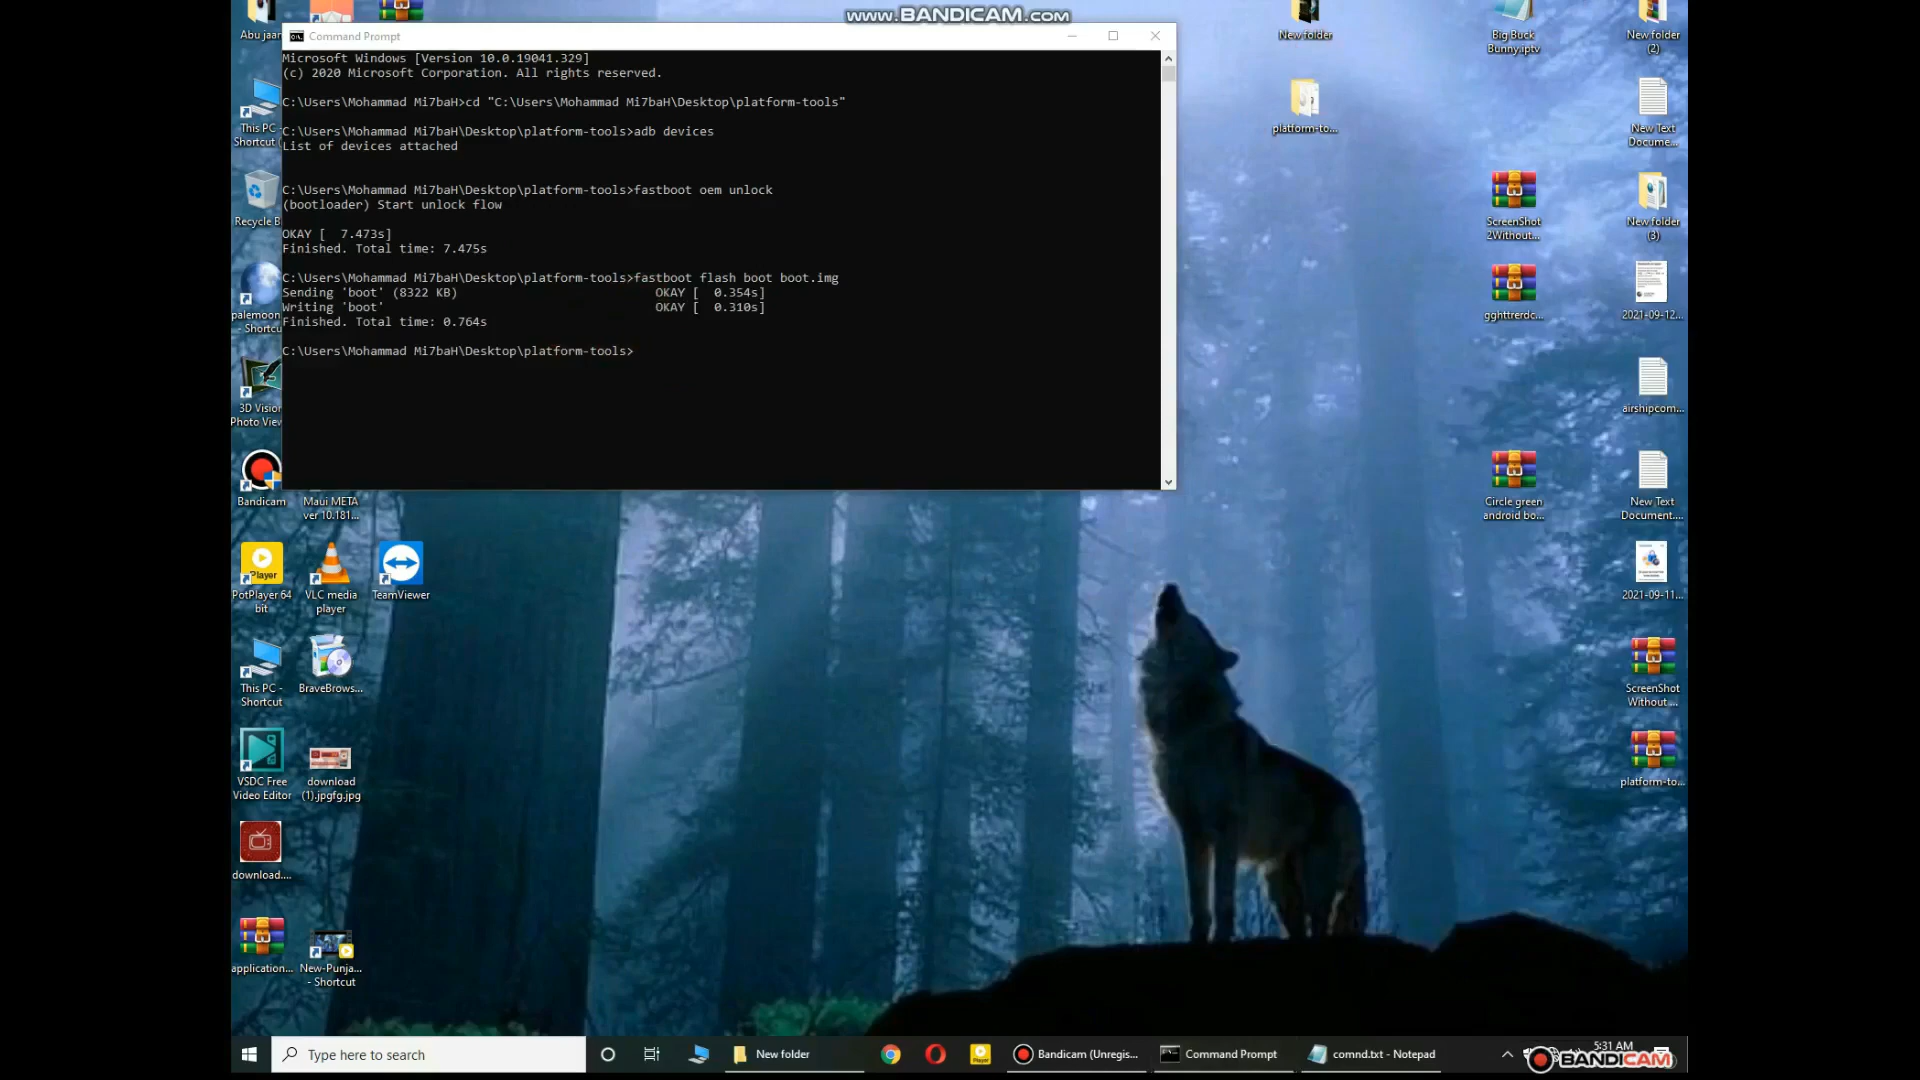 www.BANDICAM.com
Command Prompt
Microsoft Windows [Version 10.0.19041.329]
(c) 2020 Microsoft Corporation. All rights reserved.
C:\Users\Mohammad Mi7baH>cd "C:\Users\Mohammad Mi7baH\Desktop\platform-tools"
C:\Users\Mohammad Mi7baH\Desktop\platform-tools>adb devices
List of devices attached
C:\Users\Mohammad Mi7baH\Desktop\platform-tools>fastboot oem unlock
(bootloader) Start unlock flow
OKAY [  7.473s]
Finished. Total time: 7.475s
C:\Users\Mohammad Mi7baH\Desktop\platform-tools>fastboot flash boot boot.img
Sending 'boot' (8322 KB) OKAY [  0.354s]
Writing 'boot' OKAY [  0.310s]
Finished. Total time: 0.764s
C:\Users\Mohammad Mi7baH\Desktop\platform-tools>
Abu jaar
This PC -
Shortcut
Recycle B
palemoon
- Shortcu
3D Vision
Photo View
Bandicam
Maui META
ver 10.181...
Player
PotPlayer 64
bit
VLC media
player
TeamViewer
This PC -
Shortcut
BraveBrows...
VSDC Free
Video Editor
download
(1).jpgfg.jpg
download....
application...
New-Punja...
- Shortcut
New folder
platform-to...
Big Buck
Bunny.iptv
ScreenShot
2Without...
gghttrerdc...
Circle green
android bo...
New folder
(2)
New Text
Docume...
New folder
(3)
2021-09-12...
airshipcom...
New Text
Document....
2021-09-11...
ScreenShot
Without ...
platform-to...
Type here to search
New folder
Bandicam (Unregis...
Command Prompt
comnd.txt - Notepad
5:31 AM
BANDICAM